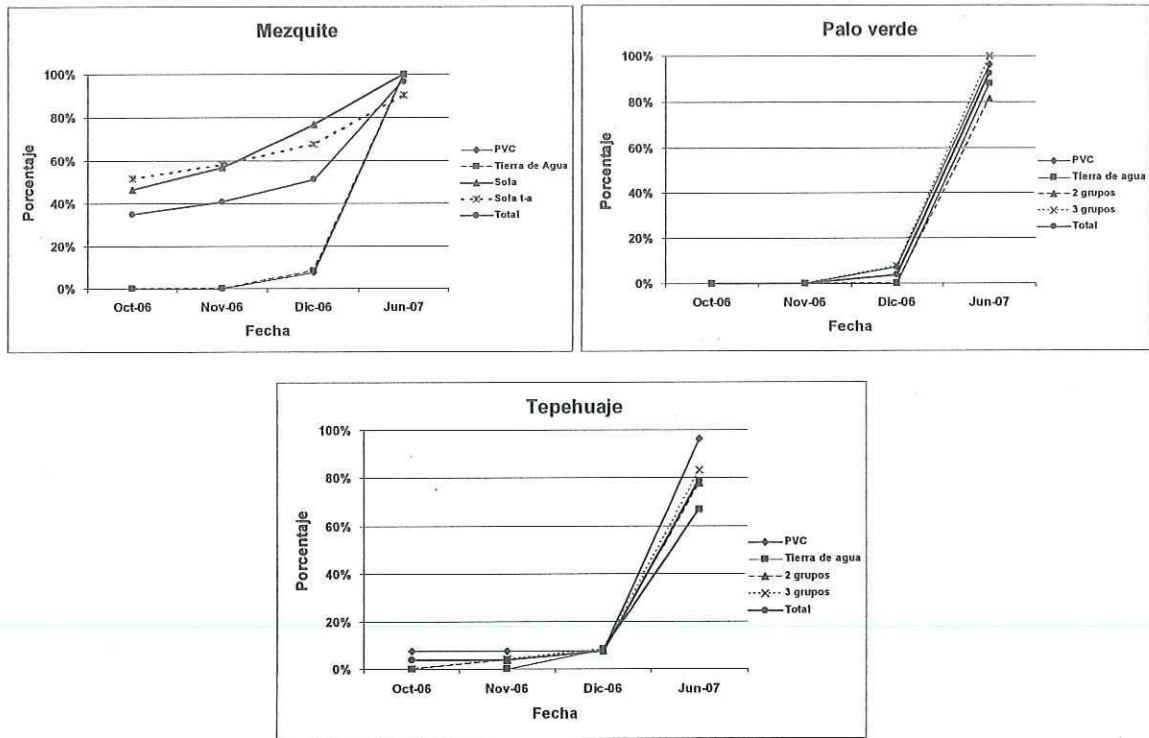 Mezquite
100%
80%
60%
40%
20%
0%
Porcentaje
Oct-06 Nov-06 Dic-06 Jun-07
Fecha
PVC
Tierra de Agua
Sola
Sola t-a
Total
Palo verde
100%
80%
60%
40%
20%
0%
Porcentaje
Oct-06 Nov-06 Dic-06 Jun-07
Fecha
PVC
Tierra de agua
2 grupos
3 grupos
Total
Tepehuaje
100%
80%
60%
40%
20%
0%
Porcentaje
Oct-06 Nov-06 Dic-06 Jun-07
Fecha
PVC
Tierra de agua
2 grupos
3 grupos
Total